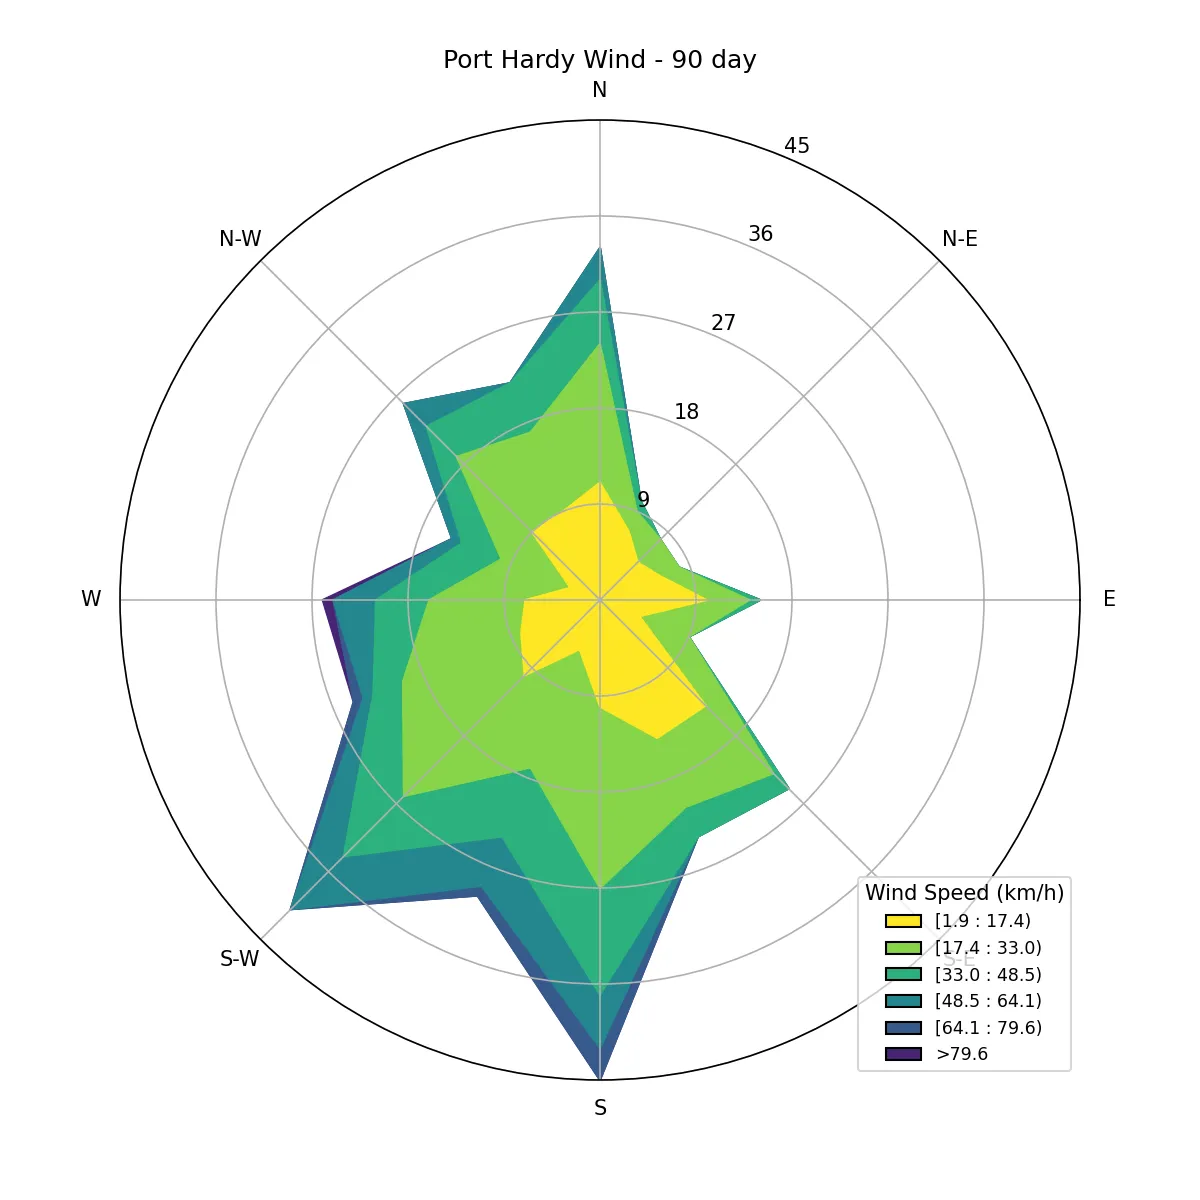 Port Hardy Wind - 90 day
N
45
N-W
36
N-E
27
18
9
W
E
S-W
S-E
S
Wind Speed (km/h)
[1.9 : 17.4)
[17.4 : 33.0)
[33.0 : 48.5)
[48.5 : 64.1)
[64.1 : 79.6)
>79.6